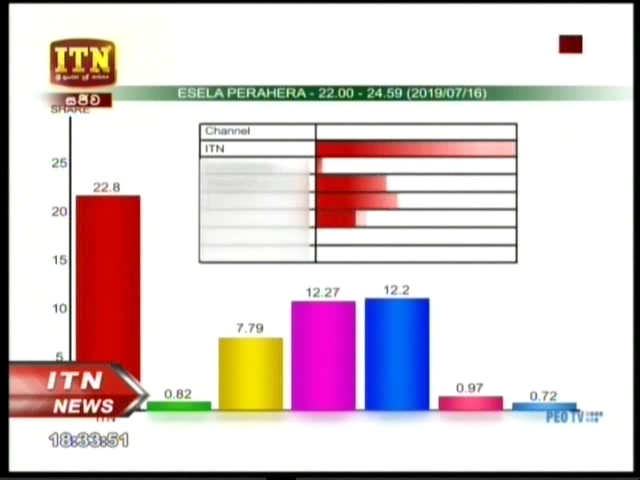 ITN
සජීව
ESELA PERAHERA - 22.00 - 24.59 (2019/07/16)
SHARE
Channel
ITN
25
22.8
20
15
12.27
12.2
10
7.79
5
0.82
0.97
0.72
ITN
NEWS
ITN
PEO TV
18:33:51